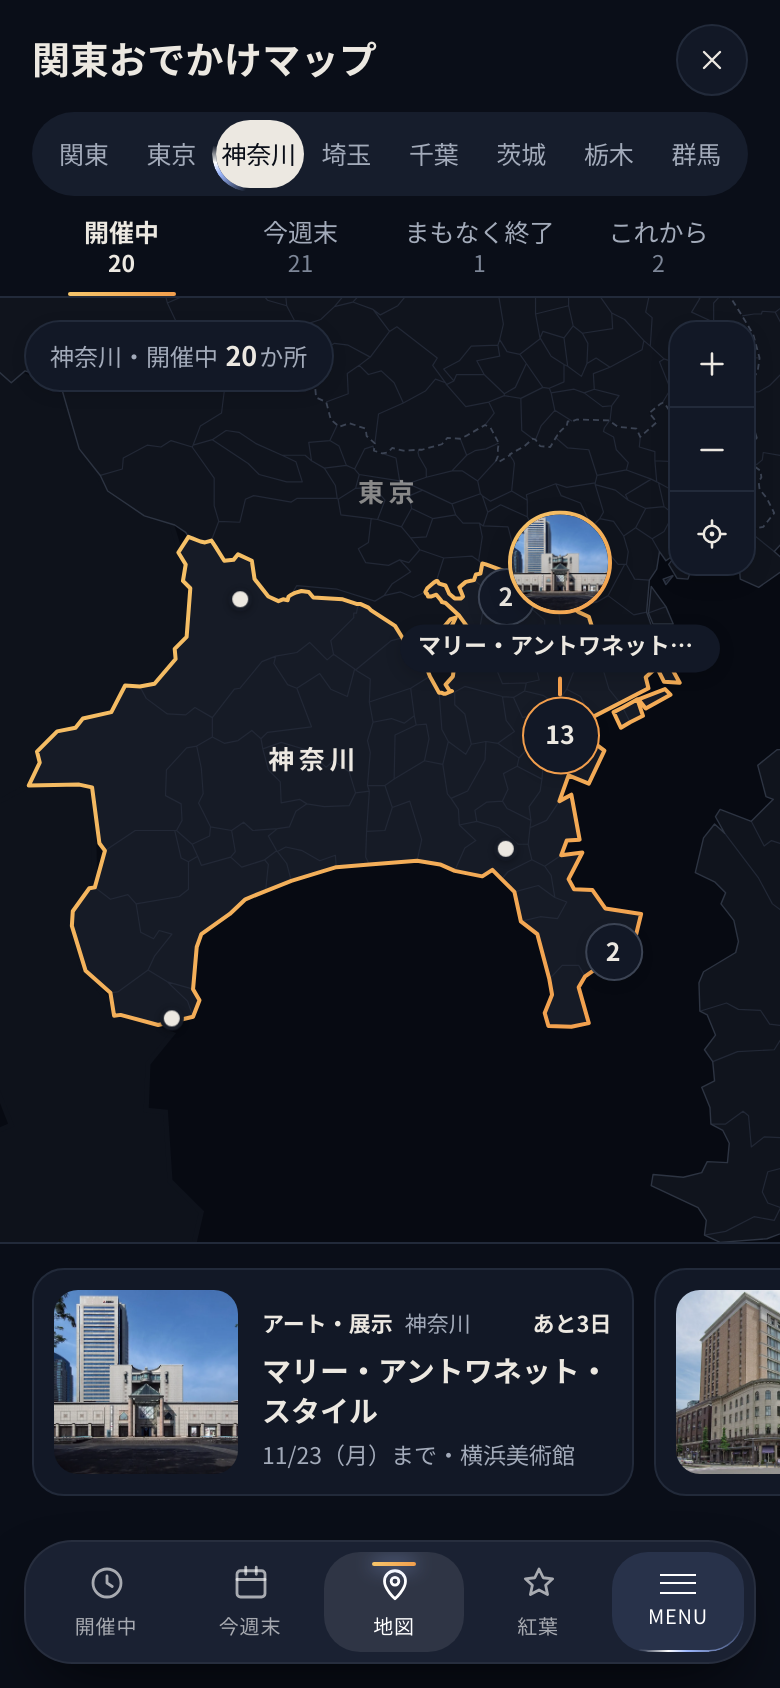 関東おでかけマップ
関東 東京 神奈川 埼玉 千葉 茨城 栃木 群馬
開催中 今週末 まもなく終了 これから
20 21 1 2
神奈川・開催中 20か所
東京
2
マリー・アントワネット…
13
神奈川
2
アート・展示 神奈川 あと3日
マリー・アントワネット・
スタイル
11/23（月）まで・横浜美術館
開催中 今週末 地図 紅葉 MENU